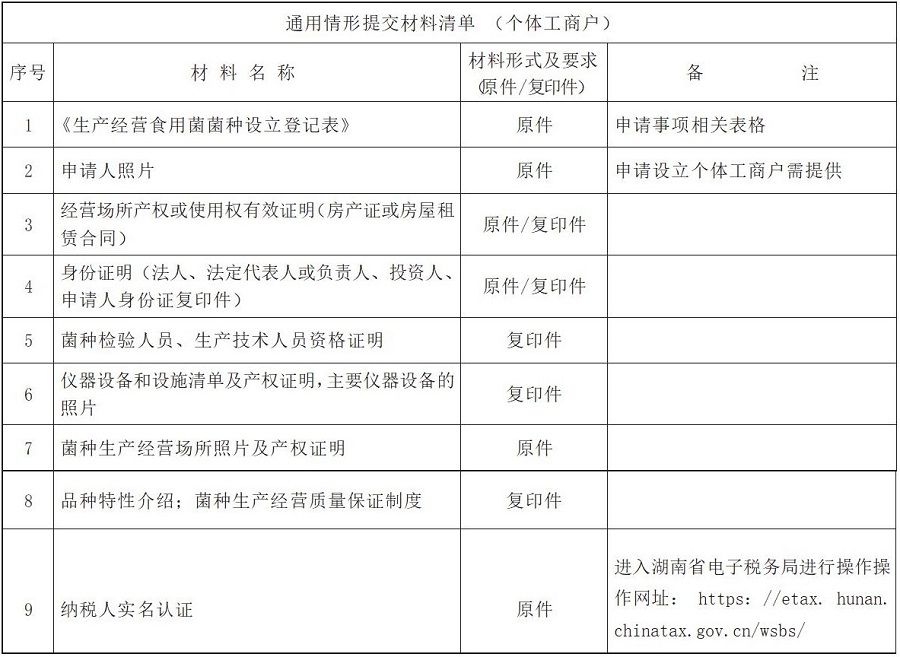 通用情形提交材料清单 （个体工商户）
序号 材料名称 材料形式及要求 备 注
（原件/复印件）
1 《生产经营食用菌菌种设立登记表》 原件 申请事项相关表格
2 申请人照片 原件 申请设立个体工商户需提供
3 经营场所产权或使用权有效证明（房产证或房屋租 原件/复印件
赁合同）
4 身份证明（法人、法定代表人或负责人、投资人、 原件/复印件
申请人身份证复印件）
5 菌种检验人员、生产技术人员资格证明 复印件
6 仪器设备和设施清单及产权证明，主要仪器设备的 复印件
照片
7 菌种生产经营场所照片及产权证明 原件
8 品种特性介绍；菌种生产经营质量保证制度 复印件
9 纳税人实名认证 原件 进入湖南省电子税务局进行操作操
作网址： https：//etax. hunan.
chinatax.gov.cn/wsbs/